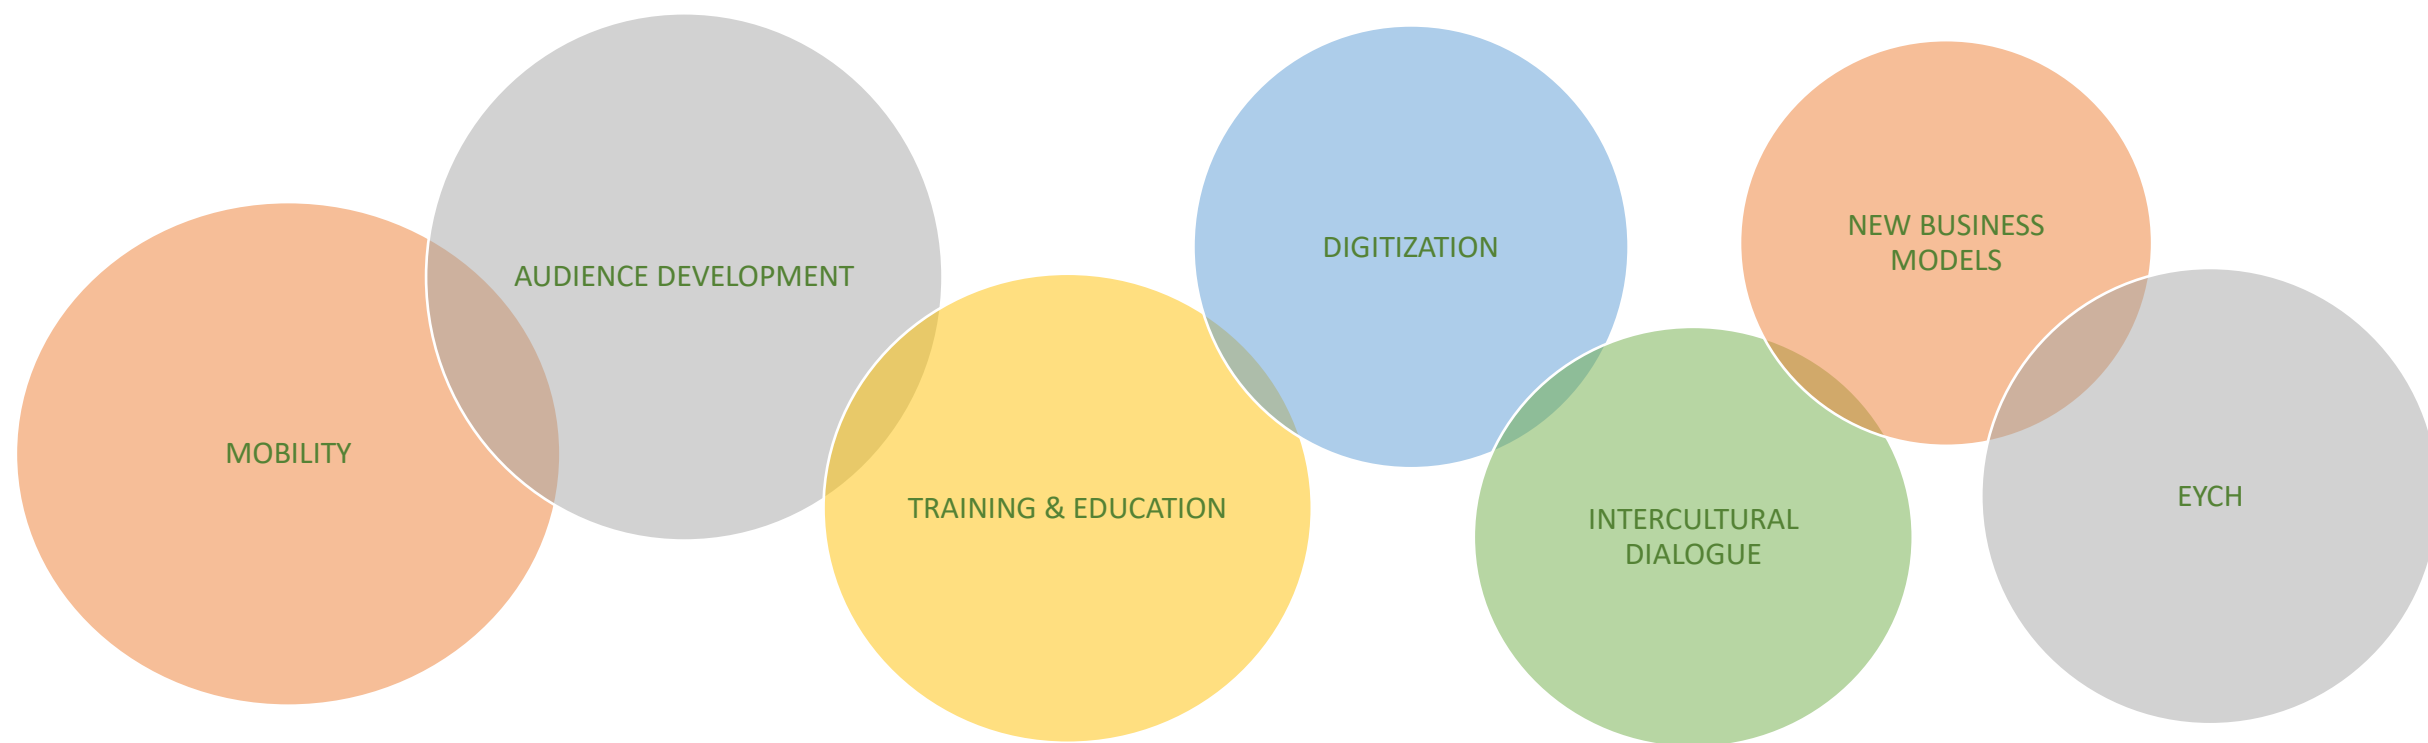 MOBILITY
AUDIENCE DEVELOPMENT
TRAINING & EDUCATION
DIGITIZATION
INTERCULTURAL
DIALOGUE
NEW BUSINESS
MODELS
EYCH